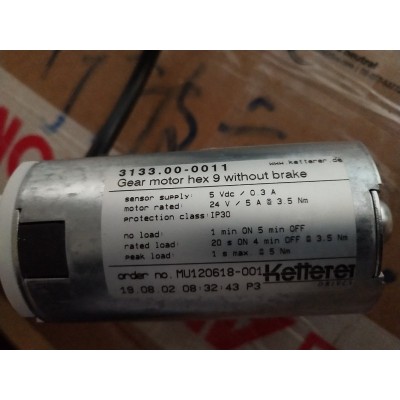 3133.00-0011
www.ketterer.de
Gear motor hex 9 without brake
sensor supply: 5 Vdc / 0.3 A
motor rated: 24 V / 5 A @ 3.5 Nm
protection class: IP30
no load: 1 min ON 5 min OFF
rated load: 20 s ON 4 min OFF @ 3.5 Nm
peak load: 1 s max. @ 5 Nm
order no. MU120618-001
Ketterer
19 08 02 08:32:43 P3